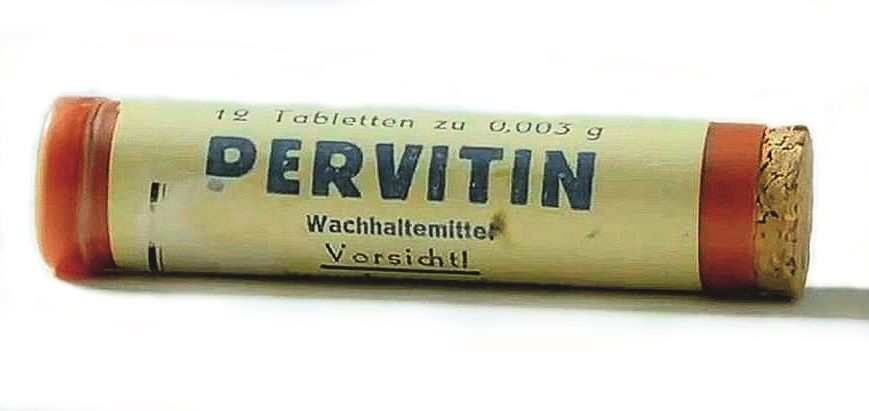 12 Tabletten zu 0,003 g
PERVITIN
Wachhaltemittel
Vorsicht!